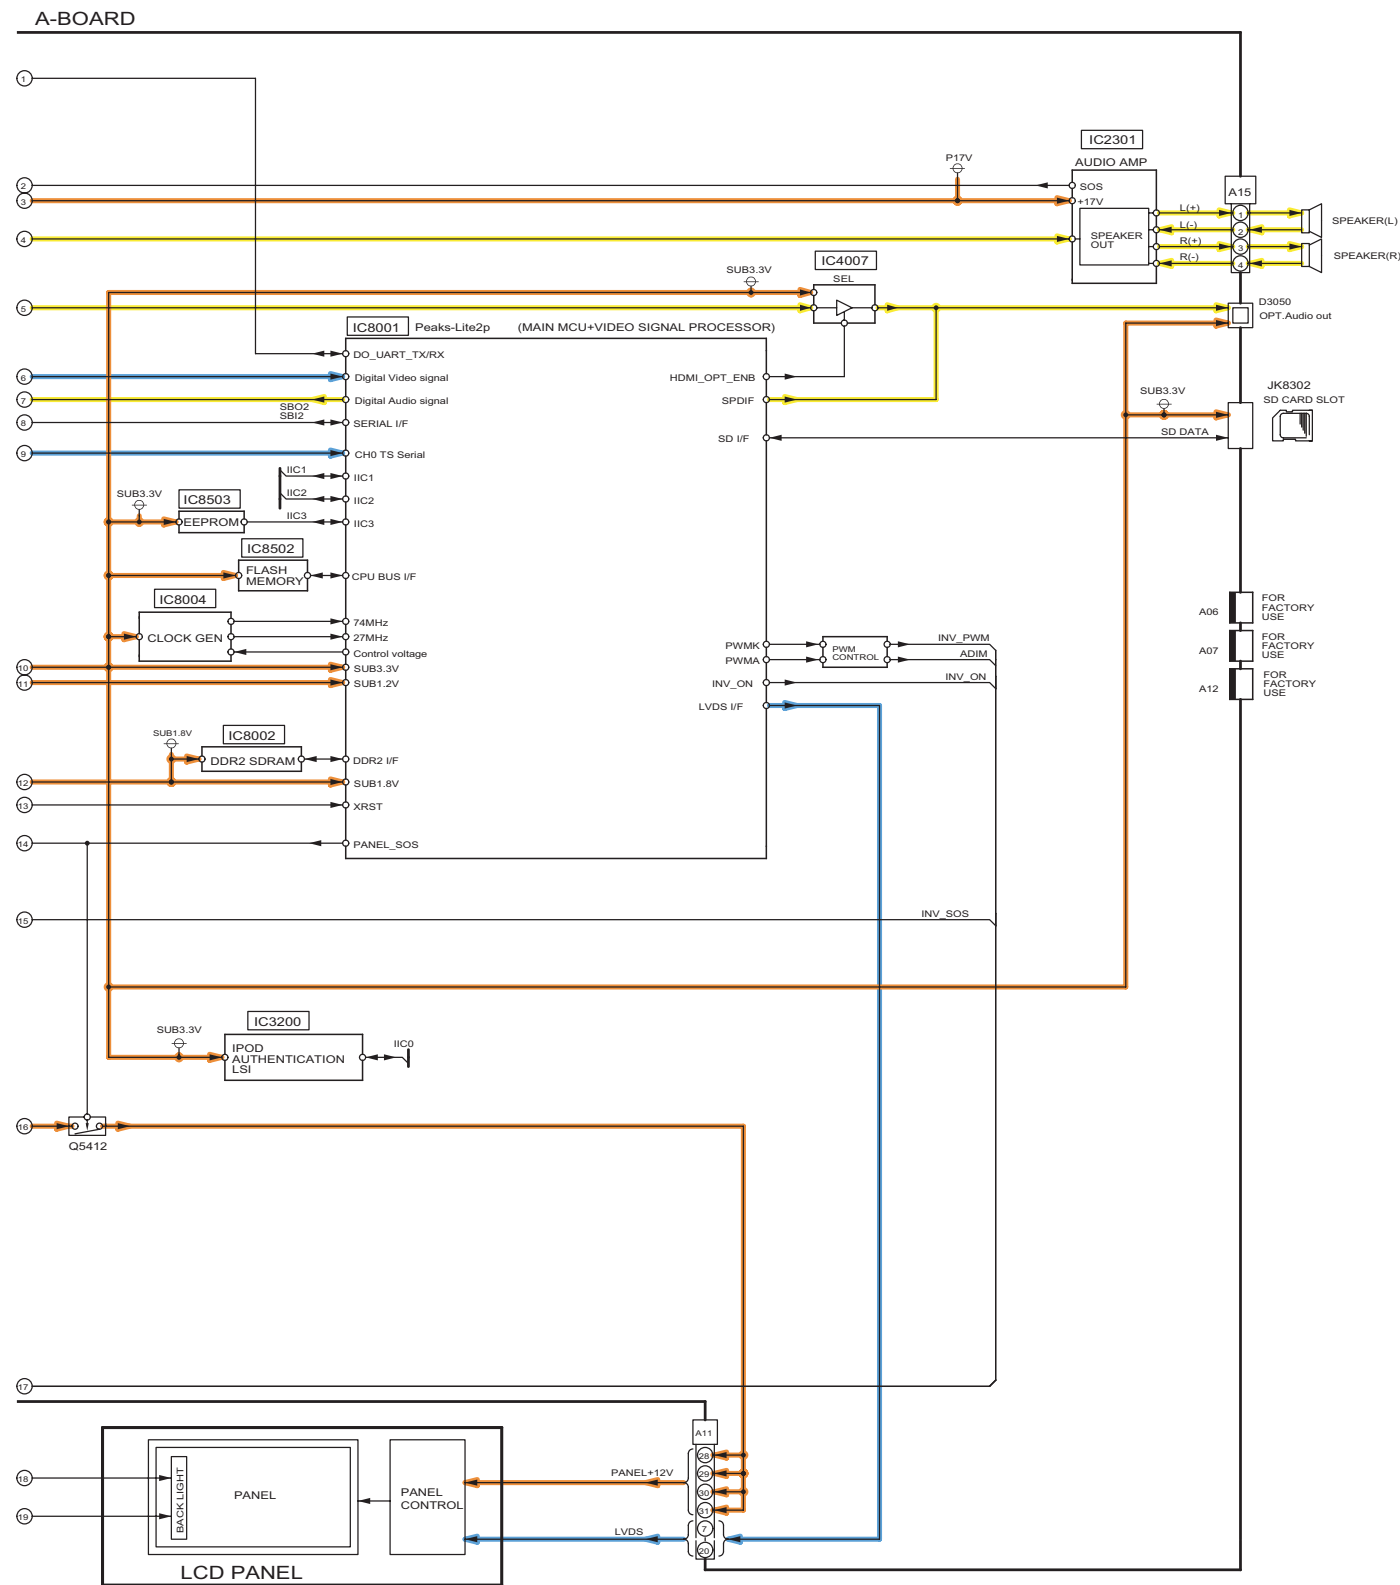 A-BOARD
1
IC2301
P17V
AUDIO AMP
2
SOS
A15
3
+17V
L(+)
1
SPEAKER(L)
L(-)
2
4
SPEAKER
OUT
R(+)
3
R(-)
4
SPEAKER(R)
IC4007
SUB3.3V
SEL
5
D3050
OPT.Audio out
IC8001
Peaks-Lite2p
(MAIN MCU+VIDEO SIGNAL PROCESSOR)
DO_UART_TX/RX
6
Digital Video signal
HDMI_OPT_ENB
7
Digital Audio signal
SPDIF
SUB3.3V
JK8302
SD CARD SLOT
SBO2
SBI2
8
SERIAL I/F
SD I/F
SD DATA
9
CH0 TS Serial
IIC1
IIC1
IIC2
IIC2
SUB3.3V
IC8503
EEPROM
IIC3
IIC3
IC8502
FLASH
MEMORY
CPU BUS I/F
IC8004
CLOCK GEN
74MHz
27MHz
Control voltage
A06
FOR
FACTORY
USE
A07
FOR
FACTORY
USE
A12
FOR
FACTORY
USE
PWMK
PWMA
PWM
CONTROL
INV_PWM
ADIM
10
SUB3.3V
11
SUB1.2V
INV_ON
INV_ON
LVDS I/F
SUB1.8V
IC8002
DDR2 SDRAM
DDR2 I/F
12
SUB1.8V
13
XRST
14
PANEL_SOS
15
INV_SOS
SUB3.3V
IC3200
IPOD
AUTHENTICATION
LSI
IIC0
16
Q5412
17
A11
28
29
30
31
7
20
PANEL+12V
LVDS
18
19
BACK LIGHT
PANEL
PANEL
CONTROL
LCD PANEL